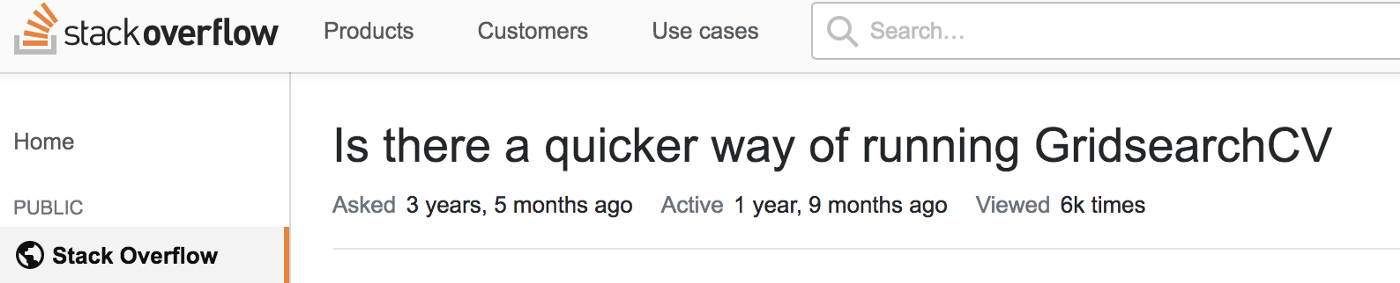 stackoverflow Products Customers Use cases Search...
Home
PUBLIC
Stack Overflow
Is there a quicker way of running GridsearchCV
Asked 3 years, 5 months ago Active 1 year, 9 months ago Viewed 6k times